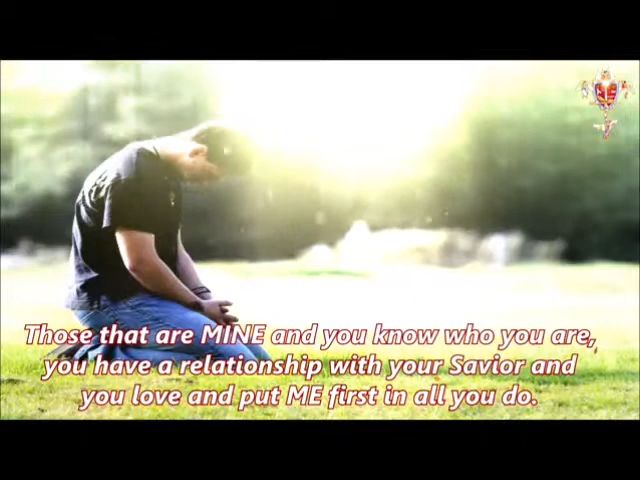 Those that are MINE and you know who you are,
you have a relationship with your Savior and
you love and put ME first in all you do.